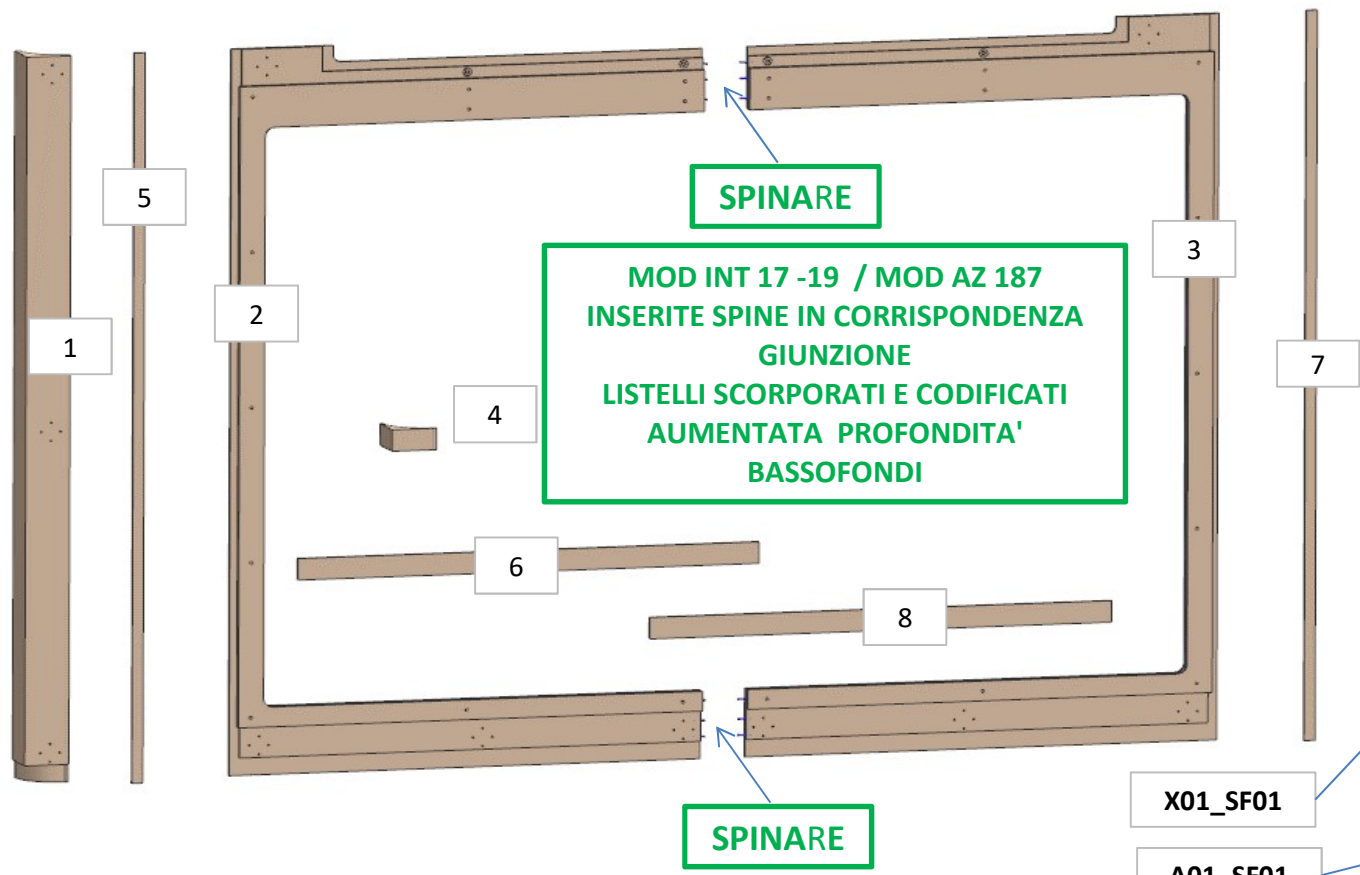 SPINARE
MOD INT 17 -19 / MOD AZ 187
INSERITE SPINE IN CORRISPONDENZA
GIUNZIONE
LISTELLI SCORPORATI E CODIFICATI
AUMENTATA PROFONDITA'
BASSOFONDI
5
3
2
1
7
4
6
8
SPINARE
X01_SF01
A01_SF01